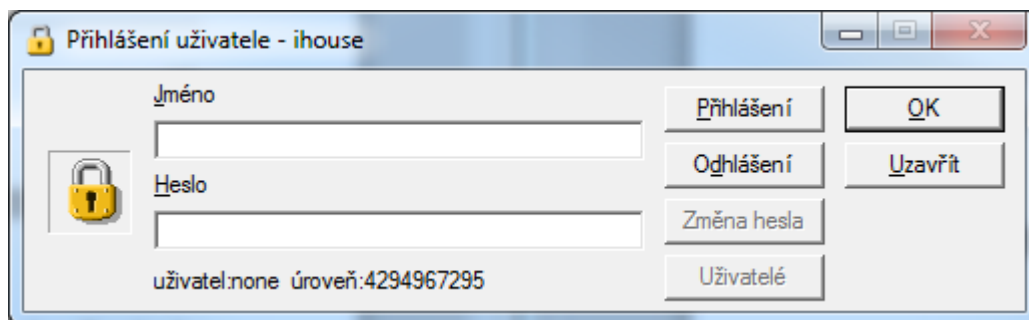 Přihlášení uživatele - ihouse
Jméno
Přihlášení
OK
Odhlášení
Uzavřít
Heslo
Změna hesla
Uživatelé
uživatel:none úroveň:4294967295